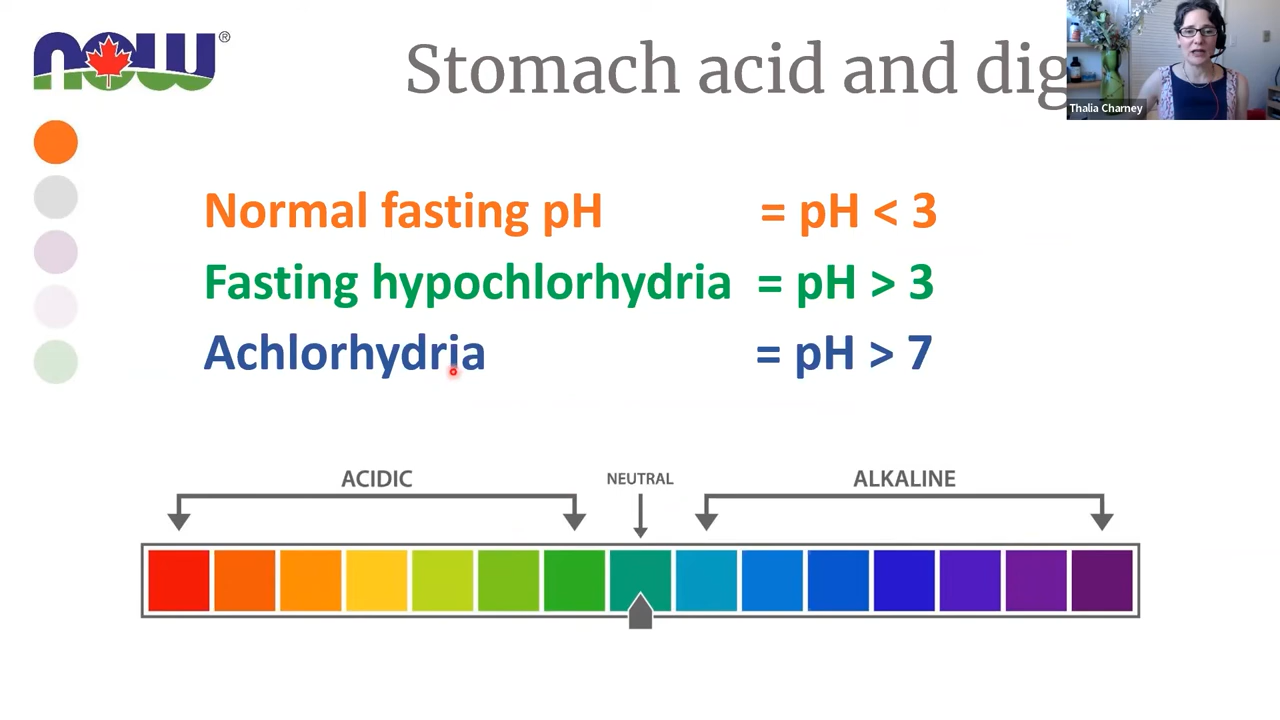 now®
Stomach acid and dig
Thalia Charney
Normal fasting pH = pH < 3
Fasting hypochlorhydria = pH > 3
Achlorhydria = pH > 7
ACIDIC NEUTRAL ALKALINE